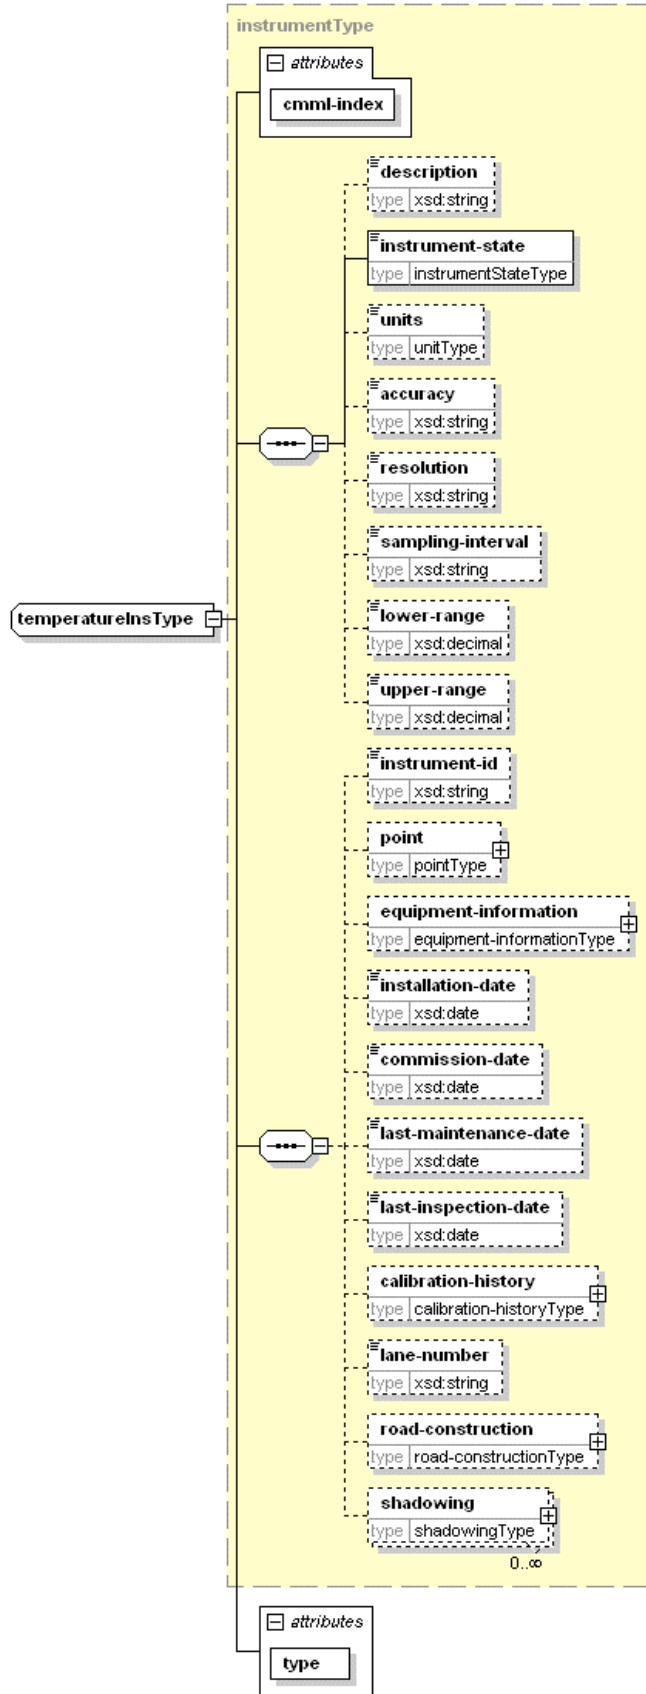 instrumentType
attributes
cmml-index
description
type xsd:string
instrument-state
type instrumentStateType
units
type unitType
accuracy
type xsd:string
resolution
type xsd:string
sampling-interval
type xsd:string
temperatureInsType
lower-range
type xsd:decimal
upper-range
type xsd:decimal
instrument-id
type xsd:string
point
type pointType
equipment-information
type equipment-informationType
installation-date
type xsd:date
commission-date
type xsd:date
last-maintenance-date
type xsd:date
last-inspection-date
type xsd:date
calibration-history
type calibration-historyType
lane-number
type xsd:string
road-construction
type road-constructionType
shadowing
type shadowingType
0..∞
attributes
type